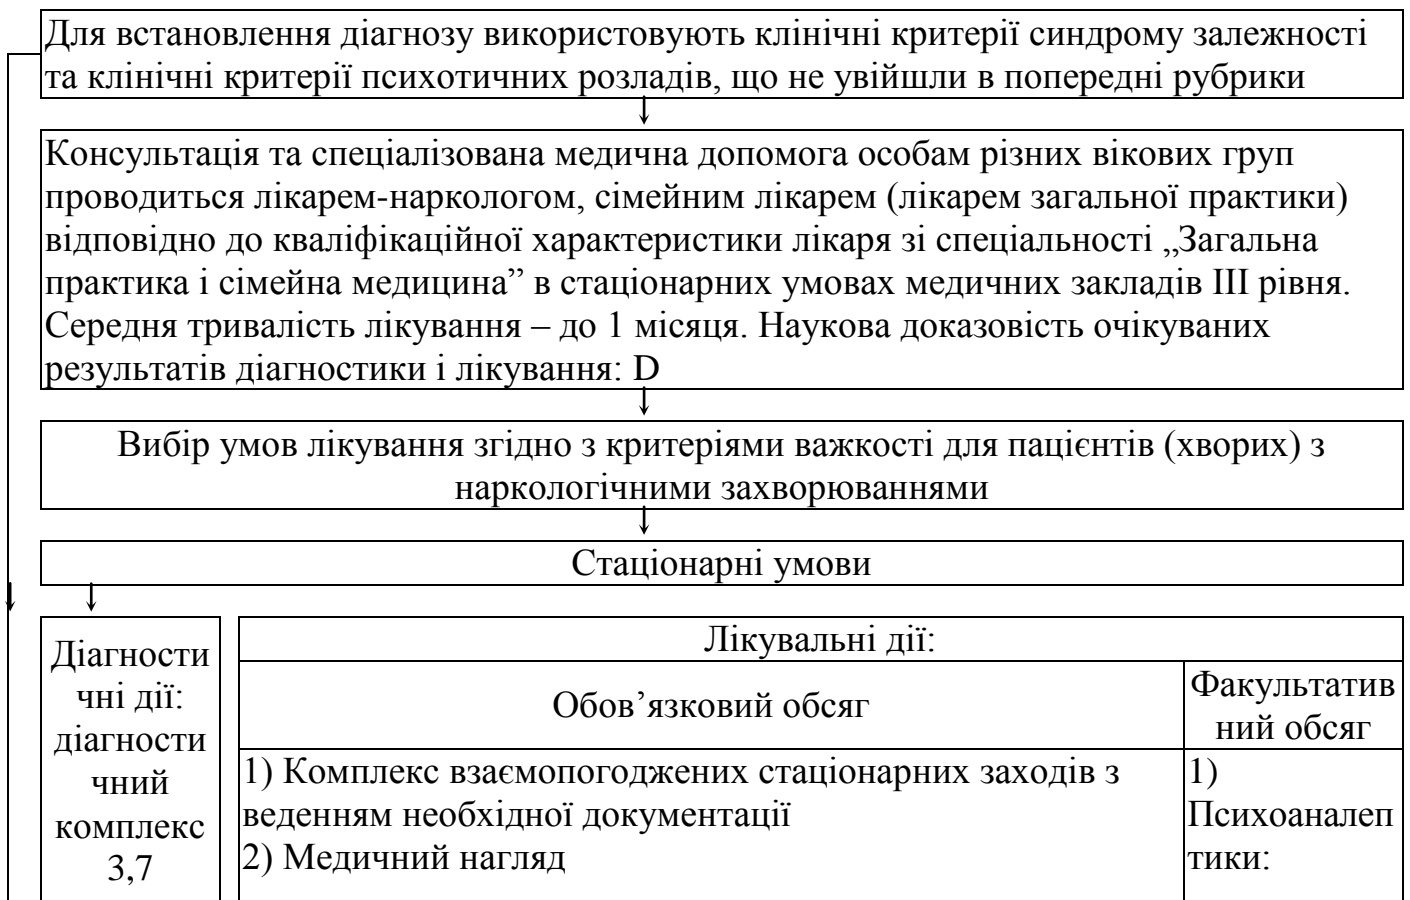 Для встановлення діагнозу використовують клінічні критерії синдрому залежності
та клінічні критерії психотичних розладів, що не увійшли в попередні рубрики
Консультація та спеціалізована медична допомога особам різних вікових груп
проводиться лікарем-наркологом, сімейним лікарем (лікарем загальної практики)
відповідно до кваліфікаційної характеристики лікаря зі спеціальності „Загальна
практика і сімейна медицина” в стаціонарних умовах медичних закладів III рівня.
Середня тривалість лікування – до 1 місяця. Наукова доказовість очікуваних
результатів діагностики і лікування: D
Вибір умов лікування згідно з критеріями важкості для пацієнтів (хворих) з
наркологічними захворюваннями
Стаціонарні умови
Діагности
чні дії:
діагности
чний
комплекс
3,7
Лікувальні дії:
Обов’язковий обсяг
Факультатив
ний обсяг
1) Комплекс взаємопогоджених стаціонарних заходів з
веденням необхідної документації
2) Медичний нагляд
1)
Психоаналеп
тики: